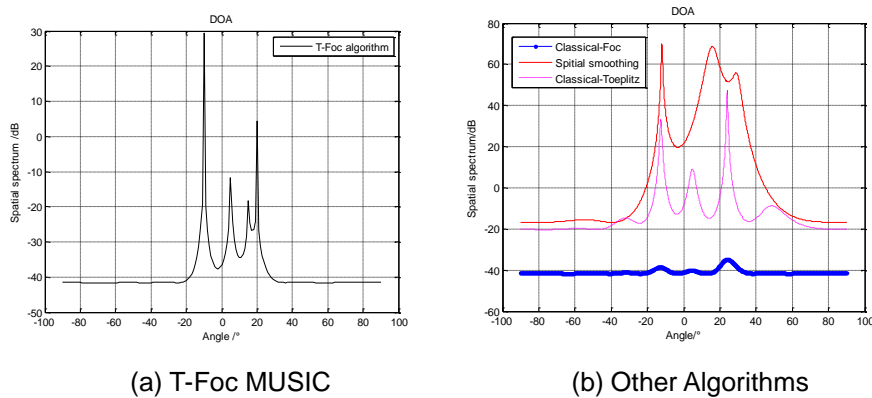 DOA
T-Foc algorithm
Spatial spectrum /dB
30
20
10
0
-10
-20
-30
-40
-50
-100 -80 -60 -40 -20 0 20 40 60 80 100
Angle /°
(a) T-Foc MUSIC
DOA
Classical-Foc
Spitial smoothing
Classical-Toeplitz
Spatial spectrum/dB
80
60
40
20
0
-20
-40
-60
-100 -80 -60 -40 -20 0 20 40 60 80 100
Angle/°
(b) Other Algorithms